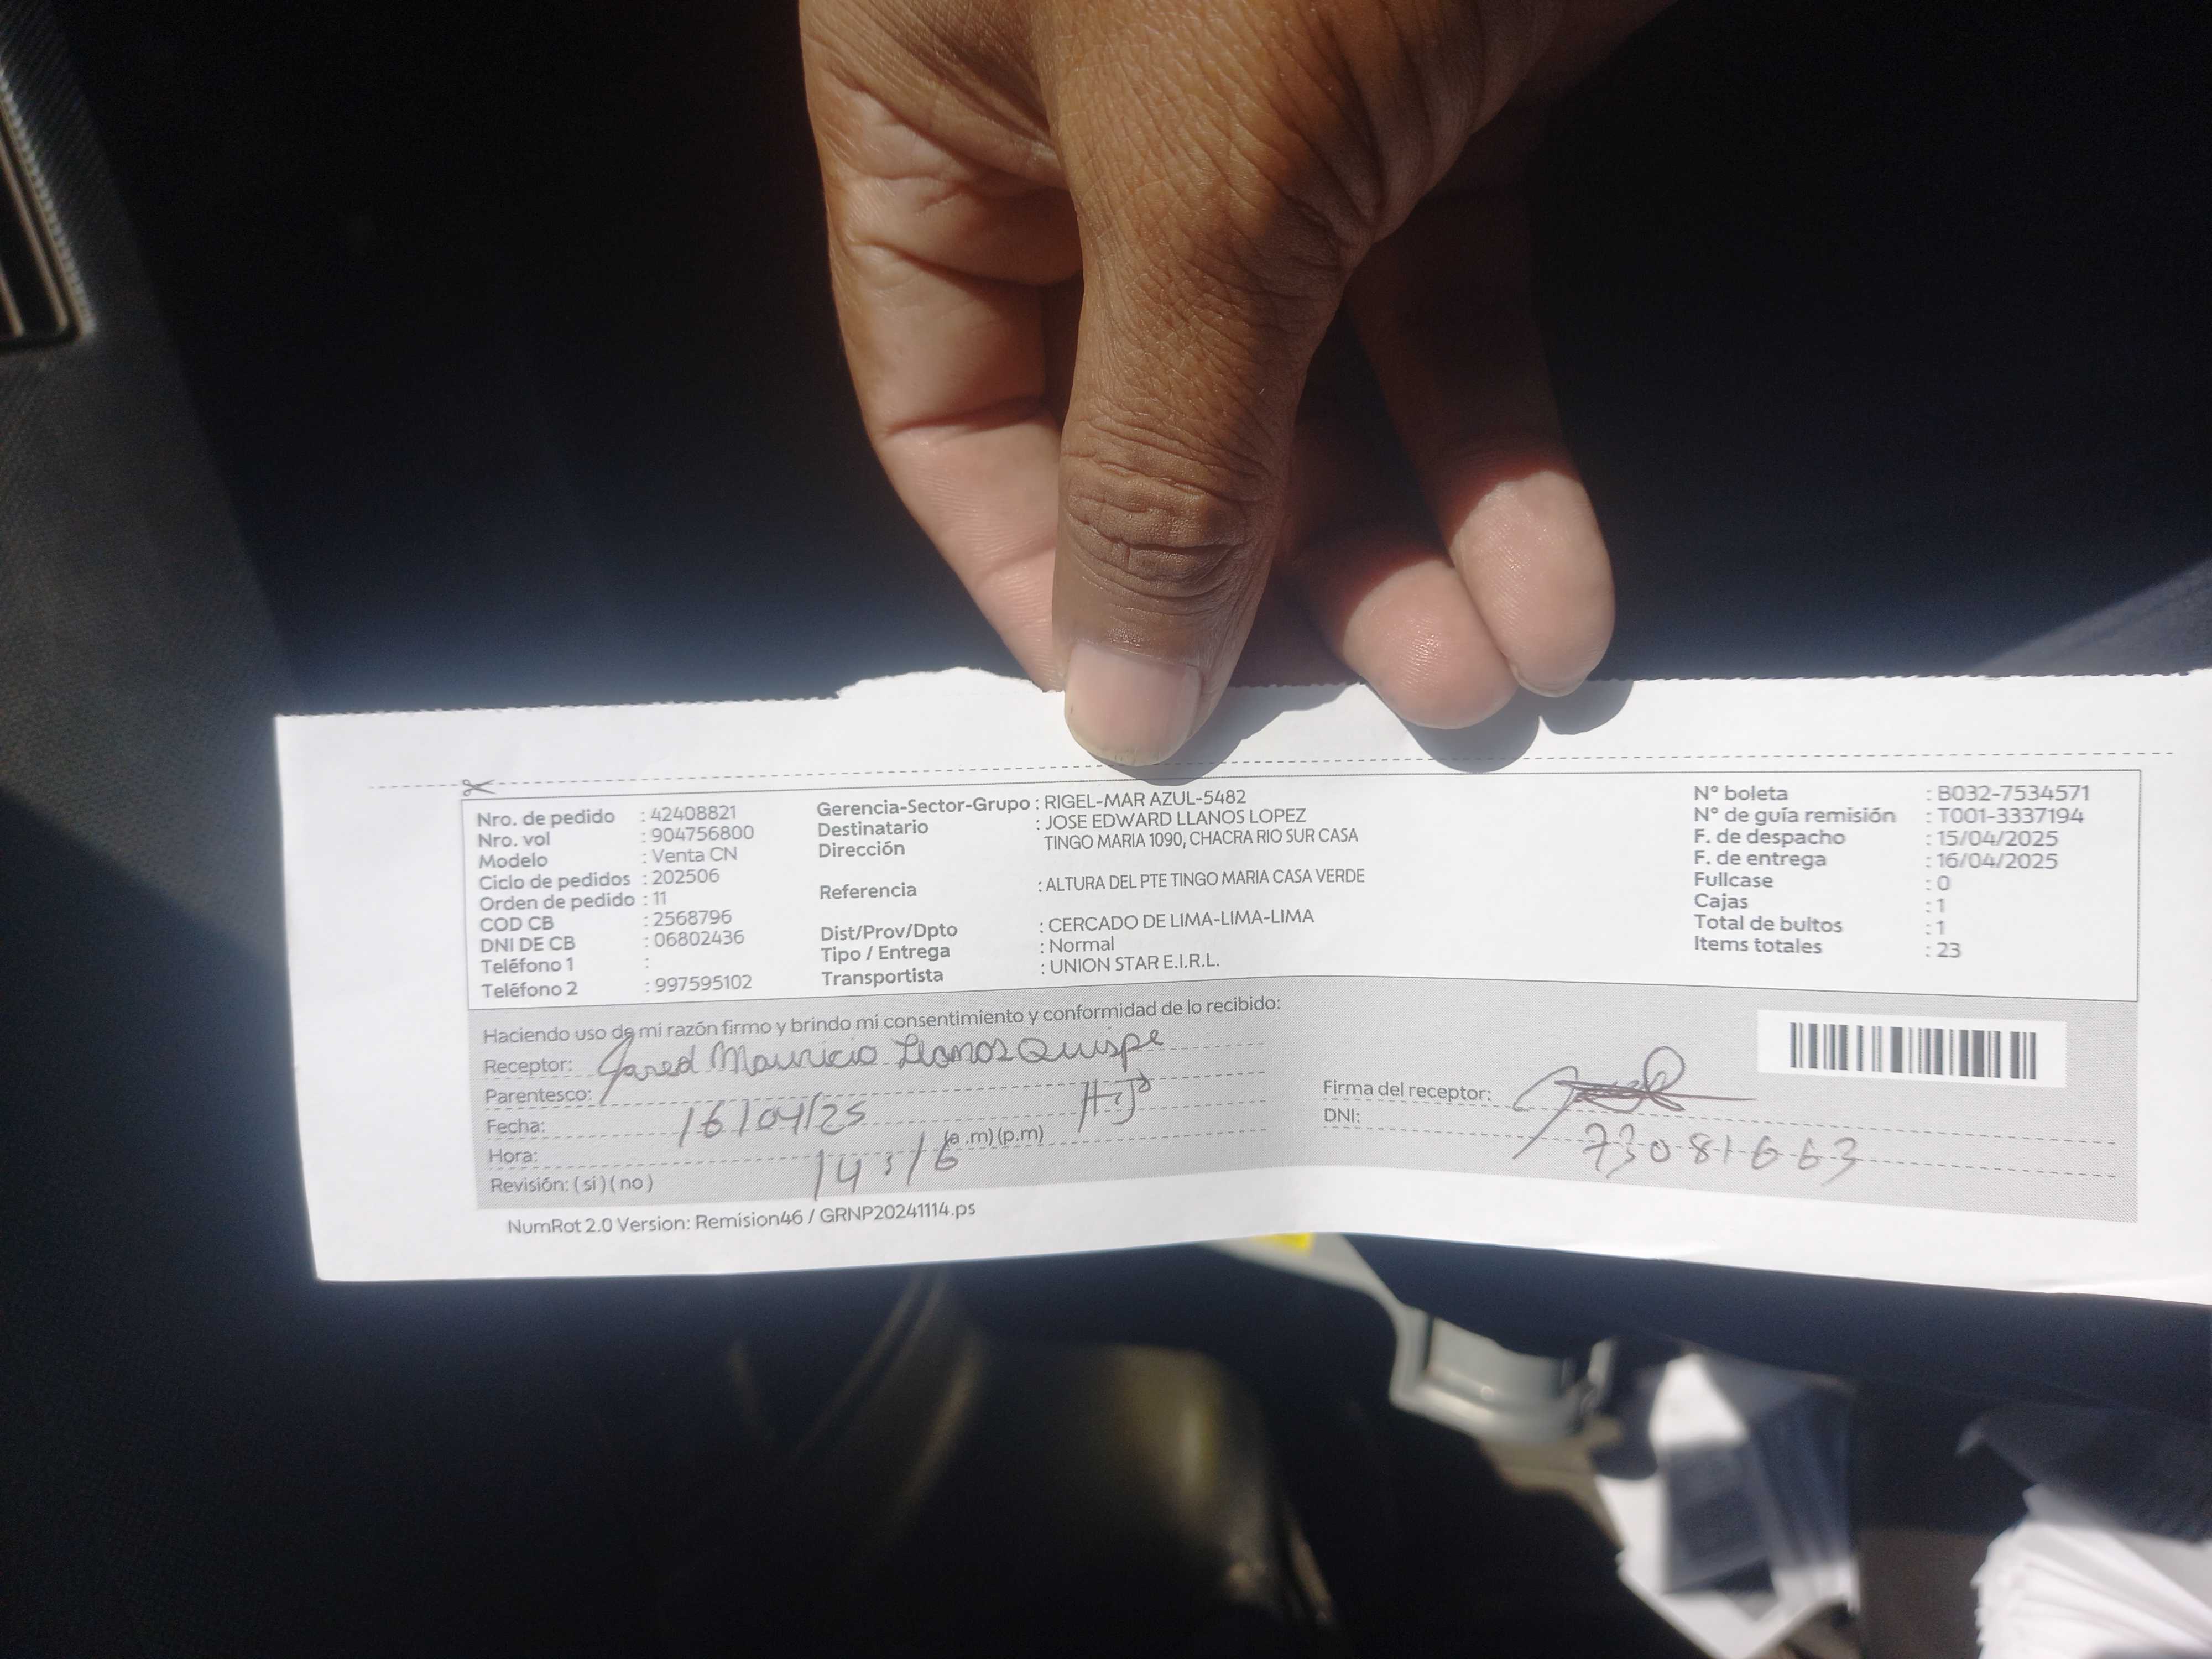 Nro. de pedido : 42408821
Nro. vol : 904756800
Modelo : Venta CN
Ciclo de pedidos : 202506
Orden de pedido : 11
COD CB : 2568796
DNI DE CB : 06802436
Teléfono 1 :
Teléfono 2 : 997595102
Gerencia-Sector-Grupo : RIGEL-MAR AZUL-5482
Destinatario : JOSE EDWARD LLANOS LOPEZ
Dirección TINGO MARIA 1090, CHACRA RIO SUR CASA
Referencia : ALTURA DEL PTE TINGO MARIA CASA VERDE
Dist/Prov/Dpto : CERCADO DE LIMA-LIMA-LIMA
Tipo / Entrega : Normal
Transportista : UNION STAR E.I.R.L.
N° boleta : B032-7534571
N° de guía remisión : T001-3337194
F. de despacho : 15/04/2025
F. de entrega : 16/04/2025
Fullcase : 0
Cajas : 1
Total de bultos : 1
Items totales : 23
Haciendo uso de mi razón firmo y brindo mi consentimiento y conformidad de lo recibido:
Receptor: Jared Mauricio Llanos Quispe
Parentesco: Hijo
Fecha: 16/04/25
Hora: 14:16 (a.m) (p.m)
Revisión: ( si ) ( no )
Firma del receptor:
DNI: 73081663
NumRot 2.0 Version: Remision46 / GRNP20241114.ps